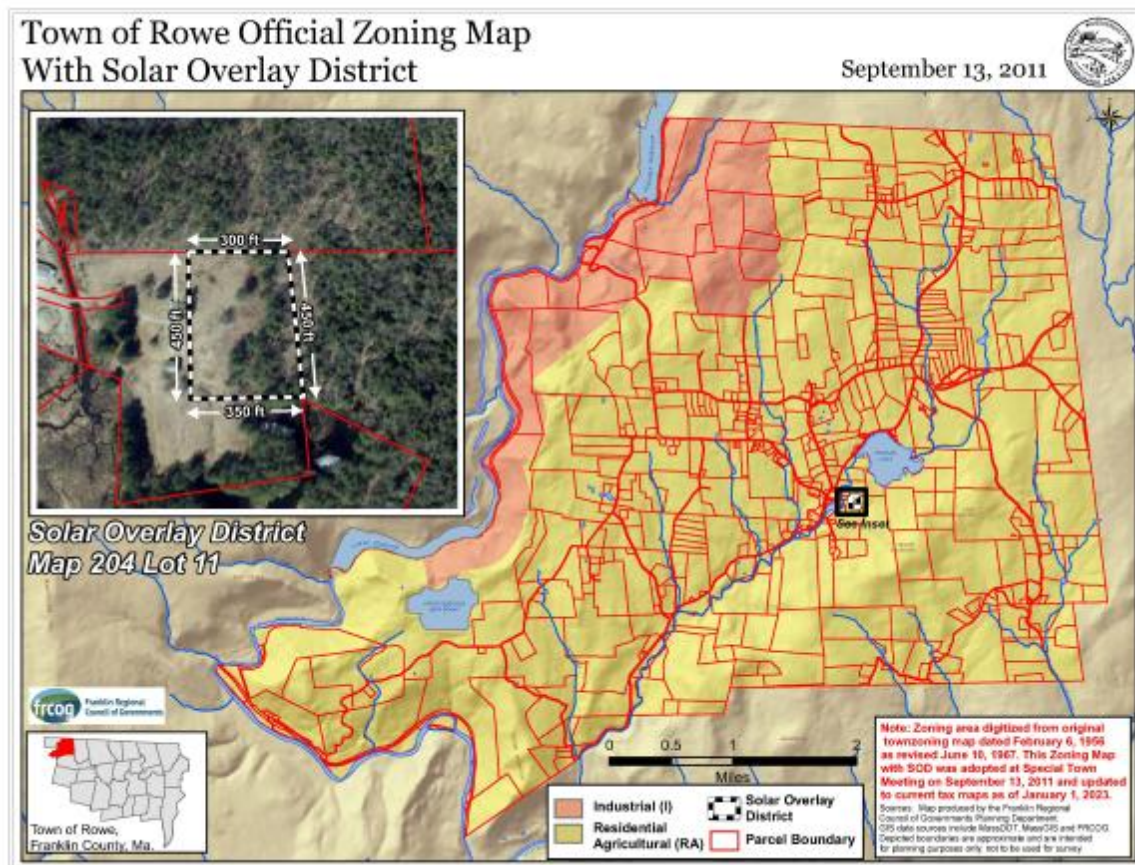 Town of Rowe Official Zoning Map
With Solar Overlay District
September 13, 2011
300 ft
450 ft
450 ft
350 ft
Solar Overlay District
Map 204 Lot 11
See Inset
frcog
Franklin Regional
Council of Governments
Town of Rowe,
Franklin County, Ma.
0 0.5 1 2
Miles
Industrial (I)
Residential
Agricultural (RA)
Solar Overlay
District
Parcel Boundary
Note: Zoning area digitized from original
townzoning map dated February 6, 1956
as revised June 10, 1967. This Zoning Map
with SOD was adopted at Special Town
Meeting on September 13, 2011 and updated
to current tax maps as of January 1, 2023.
Sources: Map produced by the Franklin Regional
Council of Governments Planning Department.
GIS data sources include MassDOT, MassGIS and FRCOG.
Depicted boundaries are approximate and are intended
for planning purposes only, not to be used for survey